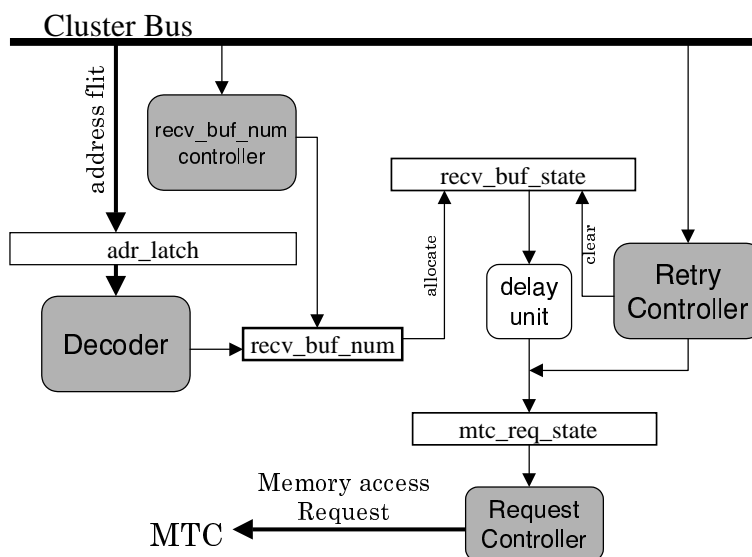 Cluster Bus
address flit
recv_buf_num
controller
recv_buf_state
adr_latch
allocate
clear
Retry
Controller
delay
unit
Decoder
recv_buf_num
mtc_req_state
Memory access
Request
MTC
Request
Controller